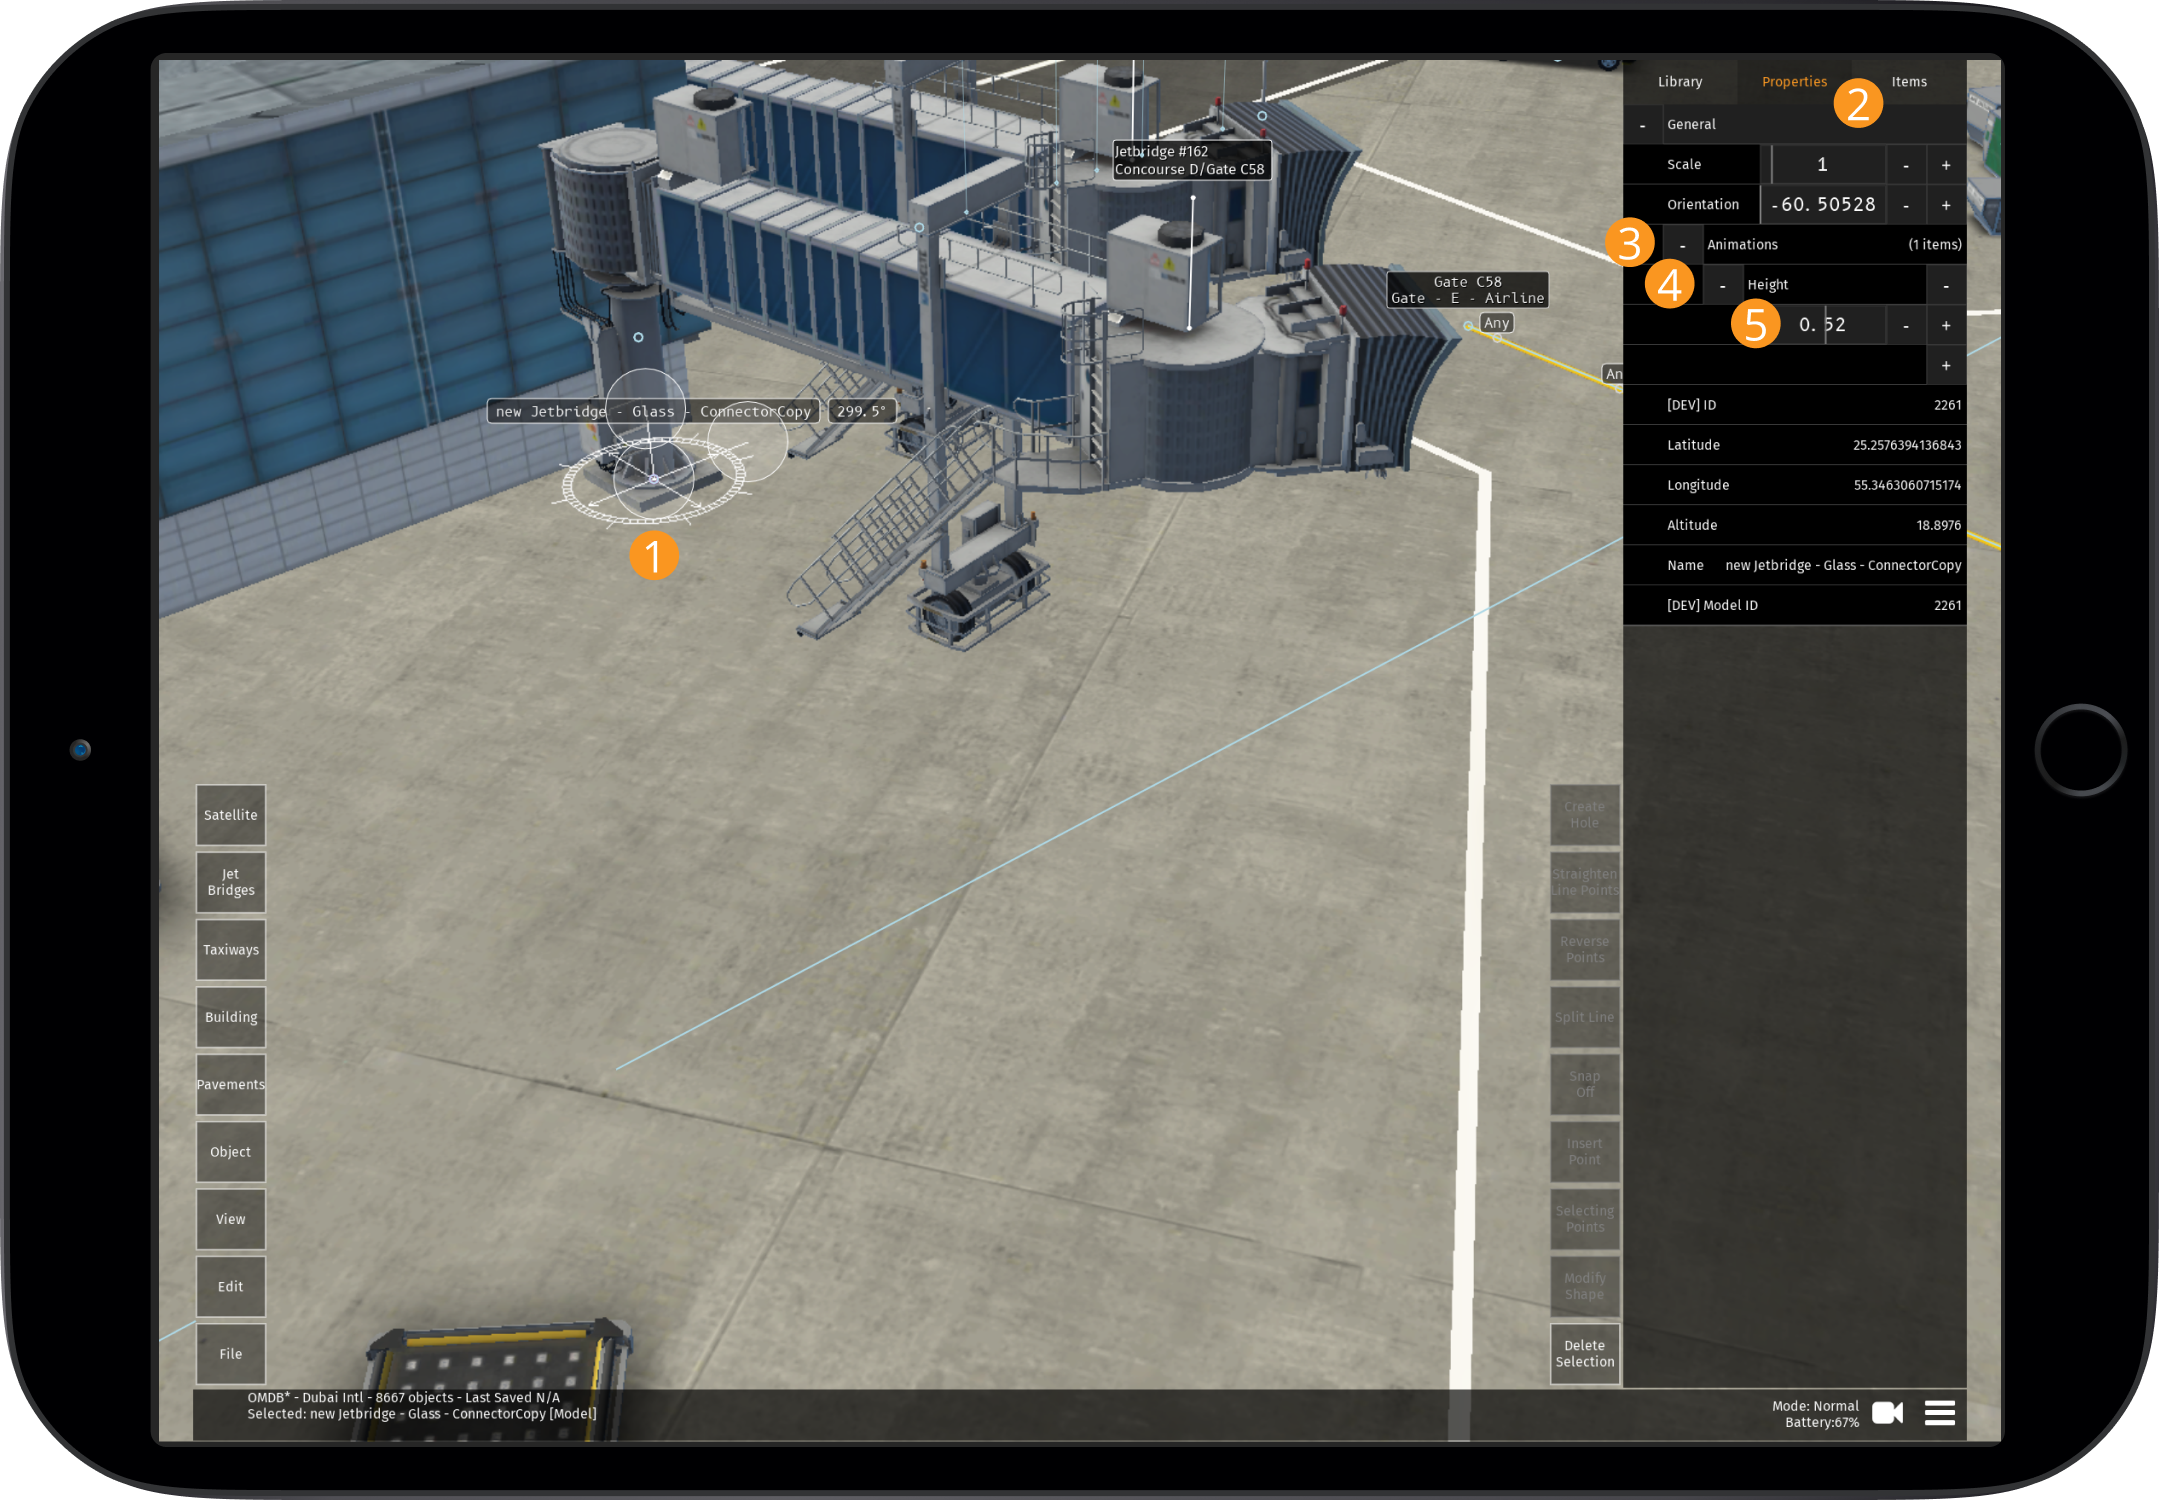 Library Properties Items
2
- General
Scale 1 - +
Orientation -60.50528 - +
3 - Animations (1 items)
4 - Height -
5 0.52 - +
+
[DEV] ID 2261
Latitude 25.2576394136843
Longitude 55.3463060715174
Altitude 18.8976
Name new Jetbridge - Glass - ConnectorCopy
[DEV] Model ID 2261
Jetbridge #162
Concourse D/Gate C58
Gate C58
Gate - E - Airline
Any
An
new Jetbridge - Glass - ConnectorCopy 299.5°
1
Satellite
Jet
Bridges
Taxiways
Building
Pavements
Object
View
Edit
File
Create
Hole
Straighten
Line Points
Reverse
Points
Split Line
Snap
Off
Insert
Point
Selecting
Points
Modify
Shape
Delete
Selection
OMDB* - Dubai Intl - 8667 objects - Last Saved N/A
Selected: new Jetbridge - Glass - ConnectorCopy [Model]
Mode: Normal
Battery:67%